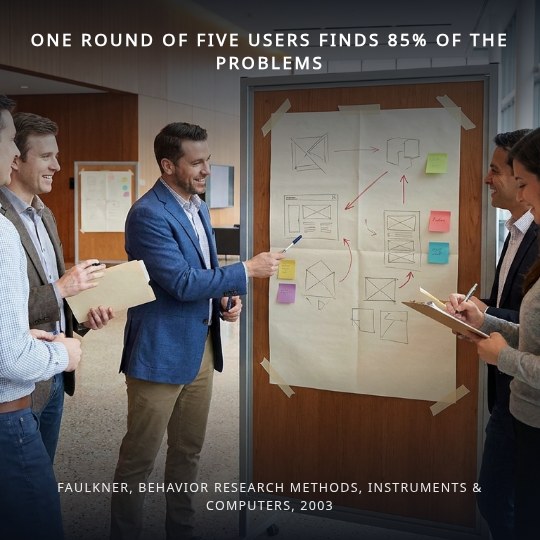 ONE ROUND OF FIVE USERS FINDS 85% OF THE
PROBLEMS
FAULKNER, BEHAVIOR RESEARCH METHODS, INSTRUMENTS &
COMPUTERS, 2003